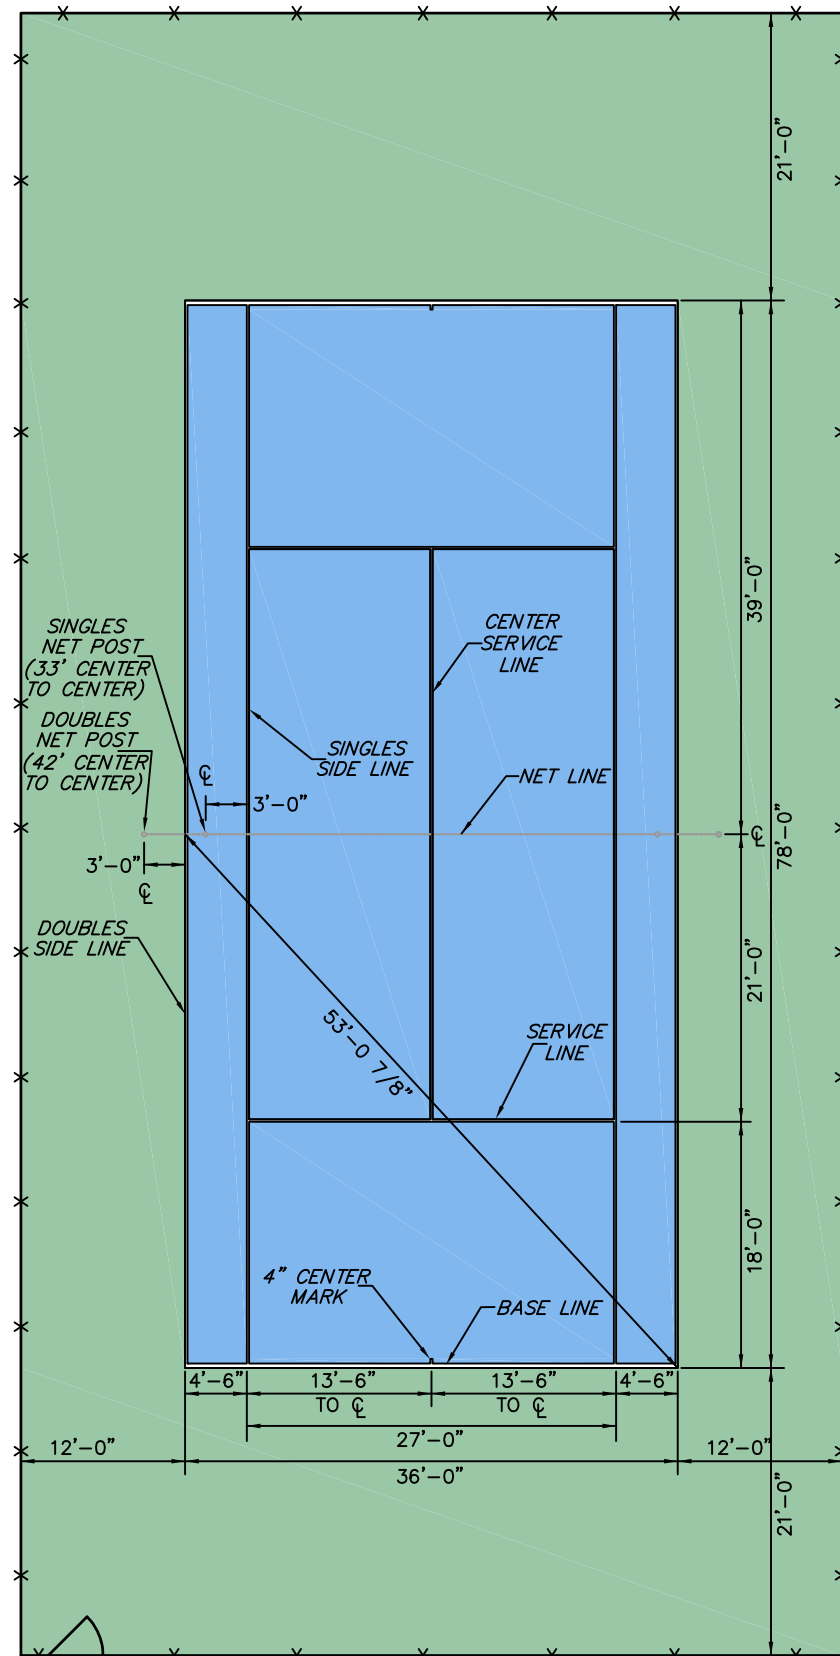 21'-0"
39'-0"
SINGLES
NET POST
(33' CENTER
TO CENTER)
CENTER
SERVICE
LINE
DOUBLES
NET POST
(42' CENTER
TO CENTER)
SINGLES
SIDE LINE
℄
3'-0"
NET LINE
℄
78'-0"
3'-0"
℄
DOUBLES
SIDE LINE
21'-0"
53'-0 7/8"
SERVICE
LINE
18'-0"
4" CENTER
MARK
BASE LINE
4'-6"
13'-6"
TO ℄
13'-6"
TO ℄
4'-6"
27'-0"
12'-0"
36'-0"
12'-0"
21'-0"